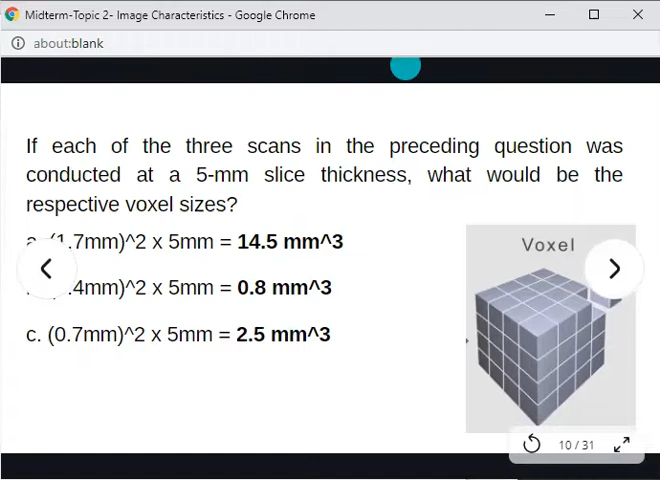 Midterm-Topic 2- Image Characteristics - Google Chrome
about:blank
If each of the three scans in the preceding question was
conducted at a 5-mm slice thickness, what would be the
respective voxel sizes?
(1.7mm)^2 x 5mm = 14.5 mm^3
.4mm)^2 x 5mm = 0.8 mm^3
c. (0.7mm)^2 x 5mm = 2.5 mm^3
Voxel
10 / 31